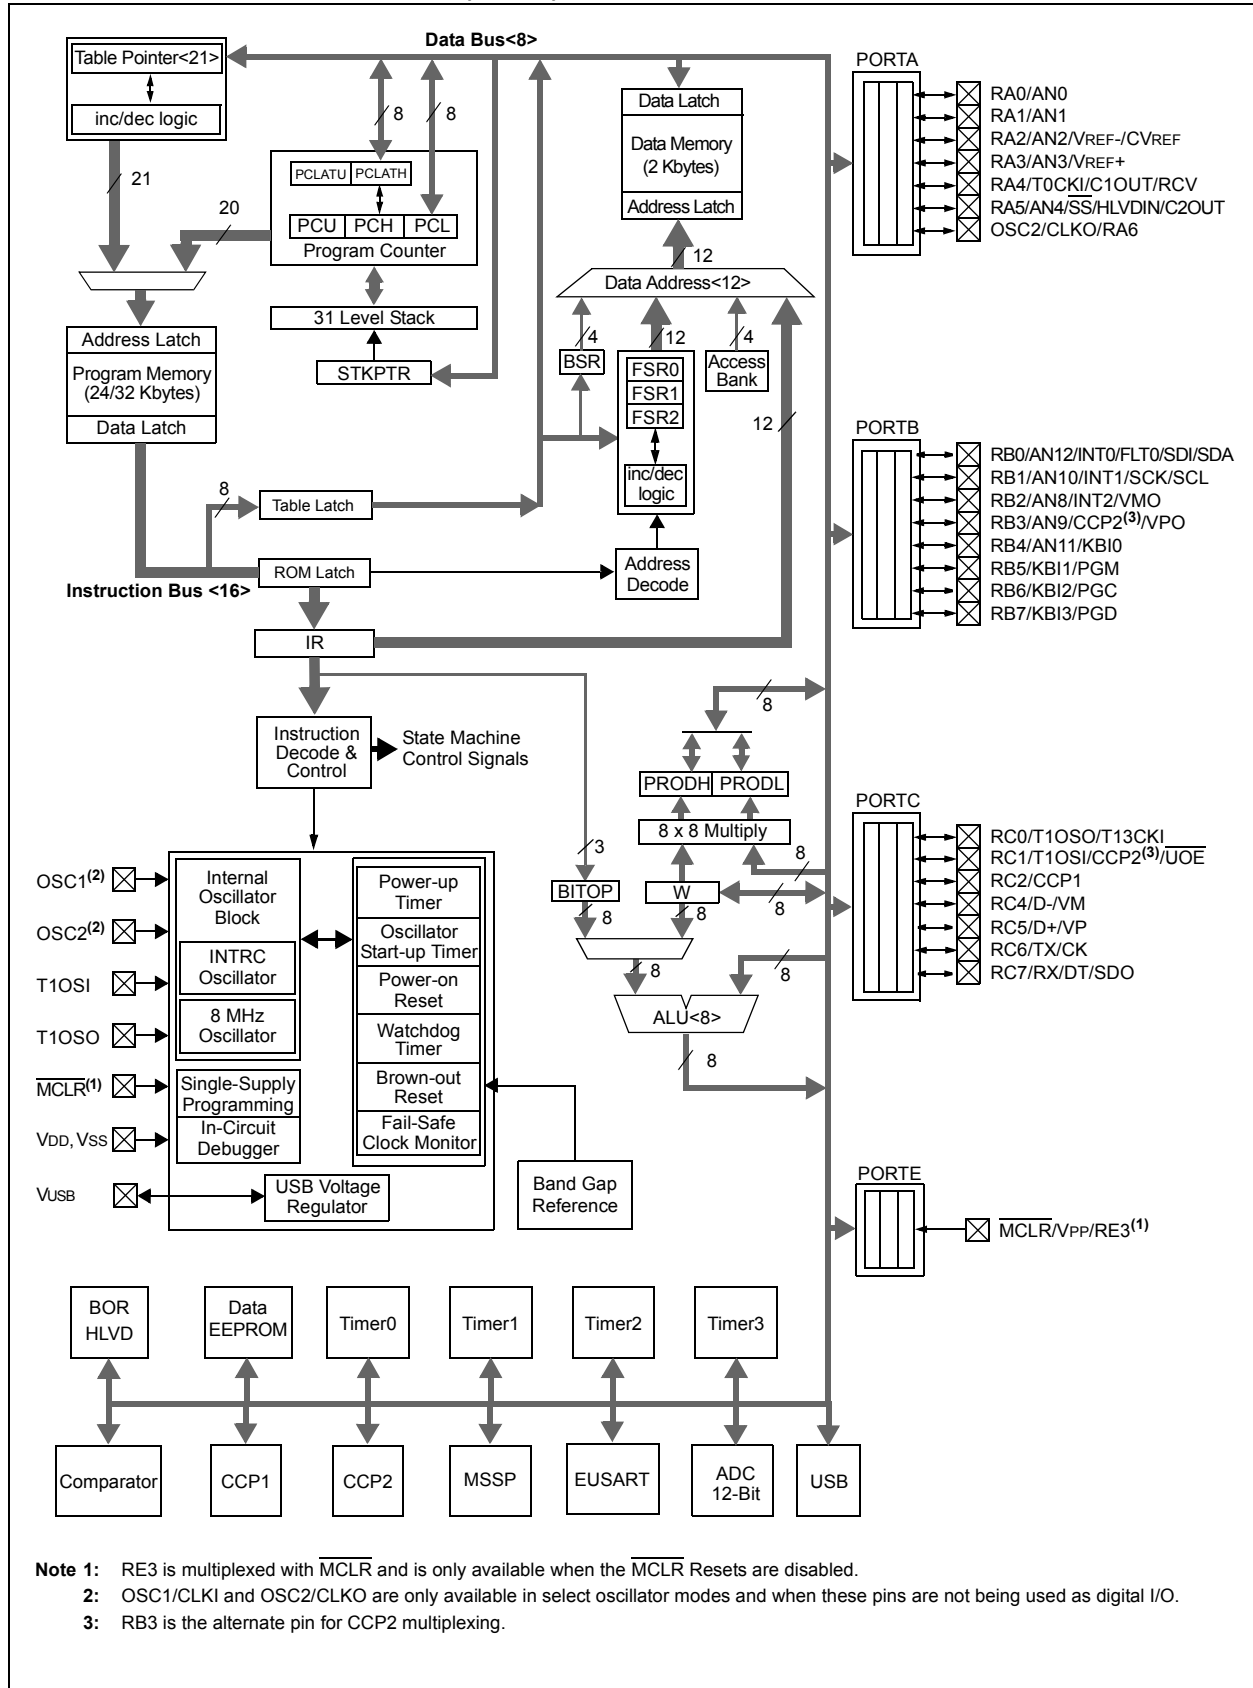 Data Bus<8>
Table Pointer<21>
inc/dec logic
21
20
8
8
PCLATU PCLATH
PCU PCH PCL
Program Counter
31 Level Stack
STKPTR
Address Latch
Program Memory
(24/32 Kbytes)
Data Latch
8
Instruction Bus <16>
Table Latch
ROM Latch
IR
Data Latch
Data Memory
(2 Kbytes)
Address Latch
12
Data Address<12>
4
12
4
BSR
FSR0
FSR1
FSR2
inc/dec
logic
Access
Bank
12
Address
Decode
Instruction
Decode &
Control
State Machine
Control Signals
8
PRODH PRODL
8 x 8 Multiply
3
8
BITOP
W
8
8
8
8
8
ALU<8>
8
OSC1(2)
OSC2(2)
T1OSI
T1OSO
MCLR(1)
VDD, VSS
VUSB
Internal
Oscillator
Block
INTRC
Oscillator
8 MHz
Oscillator
Single-Supply
Programming
In-Circuit
Debugger
USB Voltage
Regulator
Power-up
Timer
Oscillator
Start-up Timer
Power-on
Reset
Watchdog
Timer
Brown-out
Reset
Fail-Safe
Clock Monitor
Band Gap
Reference
PORTA
RA0/AN0
RA1/AN1
RA2/AN2/VREF-/CVREF
RA3/AN3/VREF+
RA4/T0CKI/C1OUT/RCV
RA5/AN4/SS/HLVDIN/C2OUT
OSC2/CLKO/RA6
PORTB
RB0/AN12/INT0/FLT0/SDI/SDA
RB1/AN10/INT1/SCK/SCL
RB2/AN8/INT2/VMO
RB3/AN9/CCP2(3)/VPO
RB4/AN11/KBI0
RB5/KBI1/PGM
RB6/KBI2/PGC
RB7/KBI3/PGD
PORTC
RC0/T1OSO/T13CKI
RC1/T1OSI/CCP2(3)/UOE
RC2/CCP1
RC4/D-/VM
RC5/D+/VP
RC6/TX/CK
RC7/RX/DT/SDO
PORTE
MCLR/VPP/RE3(1)
BOR
HLVD
Data
EEPROM
Timer0
Timer1
Timer2
Timer3
Comparator
CCP1
CCP2
MSSP
EUSART
ADC
12-Bit
USB
Note 1: RE3 is multiplexed with MCLR and is only available when the MCLR Resets are disabled.
2: OSC1/CLKI and OSC2/CLKO are only available in select oscillator modes and when these pins are not being used as digital I/O.
3: RB3 is the alternate pin for CCP2 multiplexing.